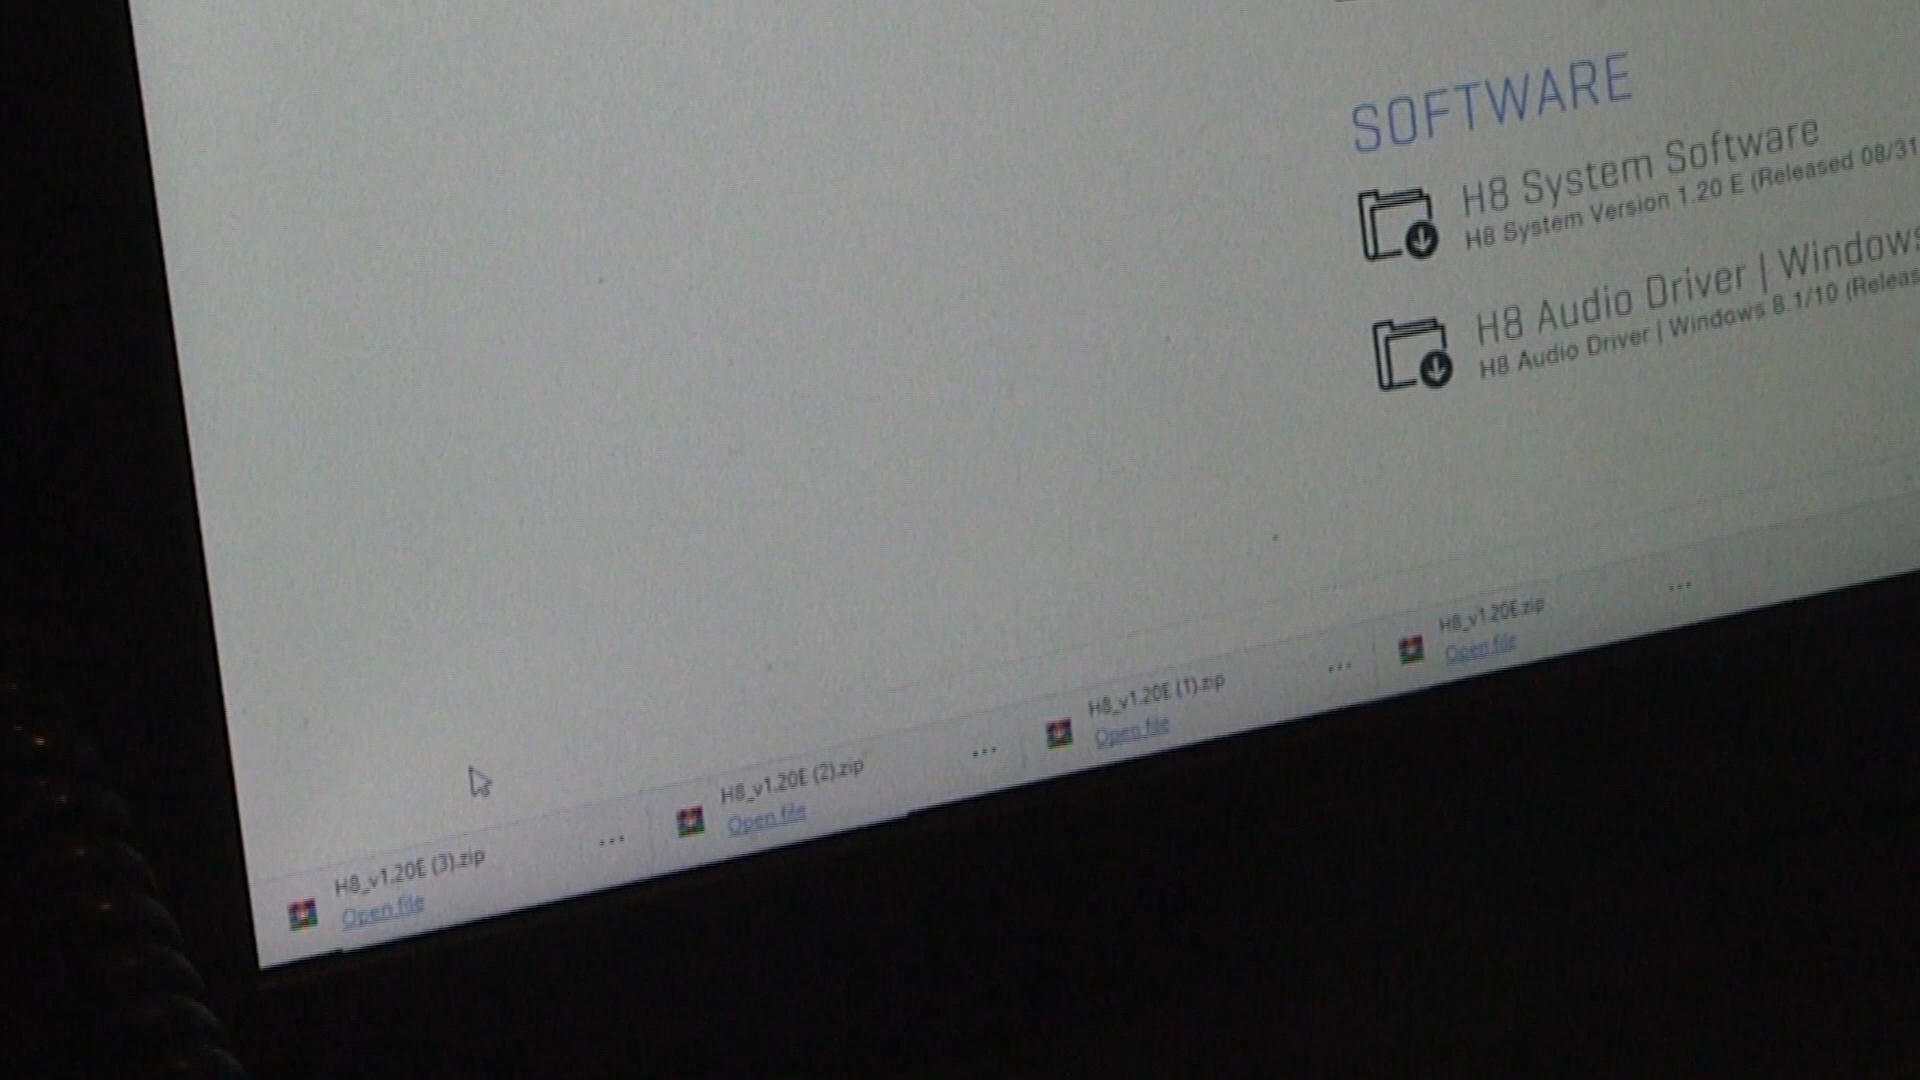 SOFTWARE
H8 System Software
H8 System Version 1.20 E (Released 08/31
H8 Audio Driver | Windows
H8 Audio Driver | Windows 8.1/10 (Releas
H8_v1.20E (3).zip
Open file
H8_v1.20E (2).zip
Open file
H8_v1.20E (1).zip
Open file
H8_v1.20E.zip
Open file